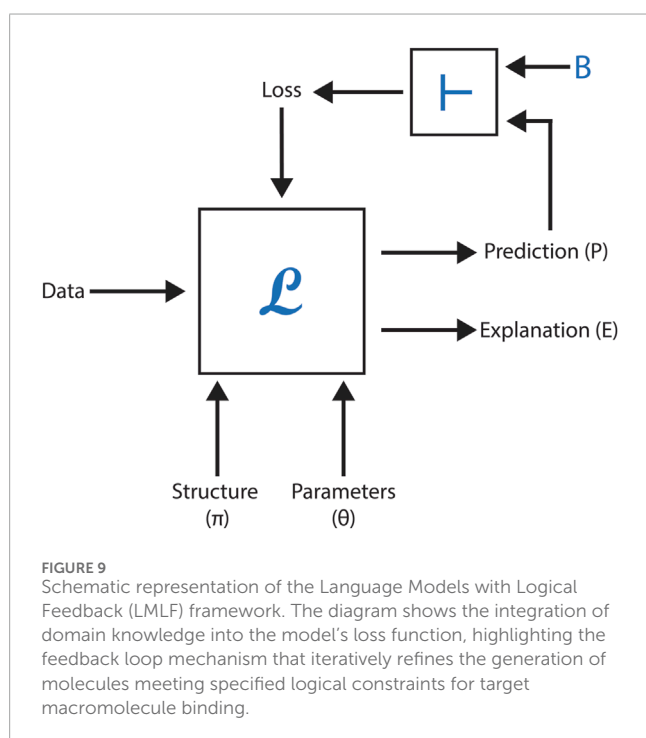 Loss
⊢
B
Data
ℒ
Prediction (P)
Explanation (E)
Structure
(π)
Parameters
(θ)
FIGURE 9
Schematic representation of the Language Models with Logical
Feedback (LMLF) framework. The diagram shows the integration of
domain knowledge into the model's loss function, highlighting the
feedback loop mechanism that iteratively refines the generation of
molecules meeting specified logical constraints for target
macromolecule binding.